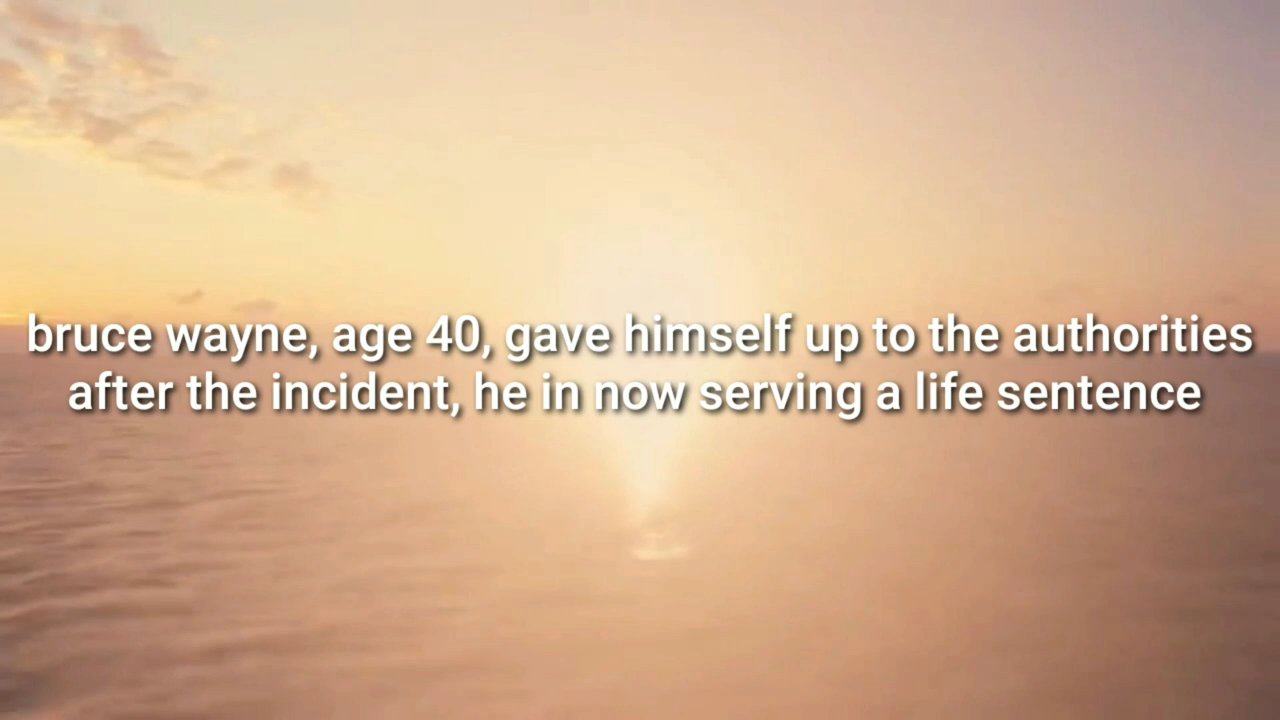 bruce wayne, age 40, gave himself up to the authorities
after the incident, he in now serving a life sentence